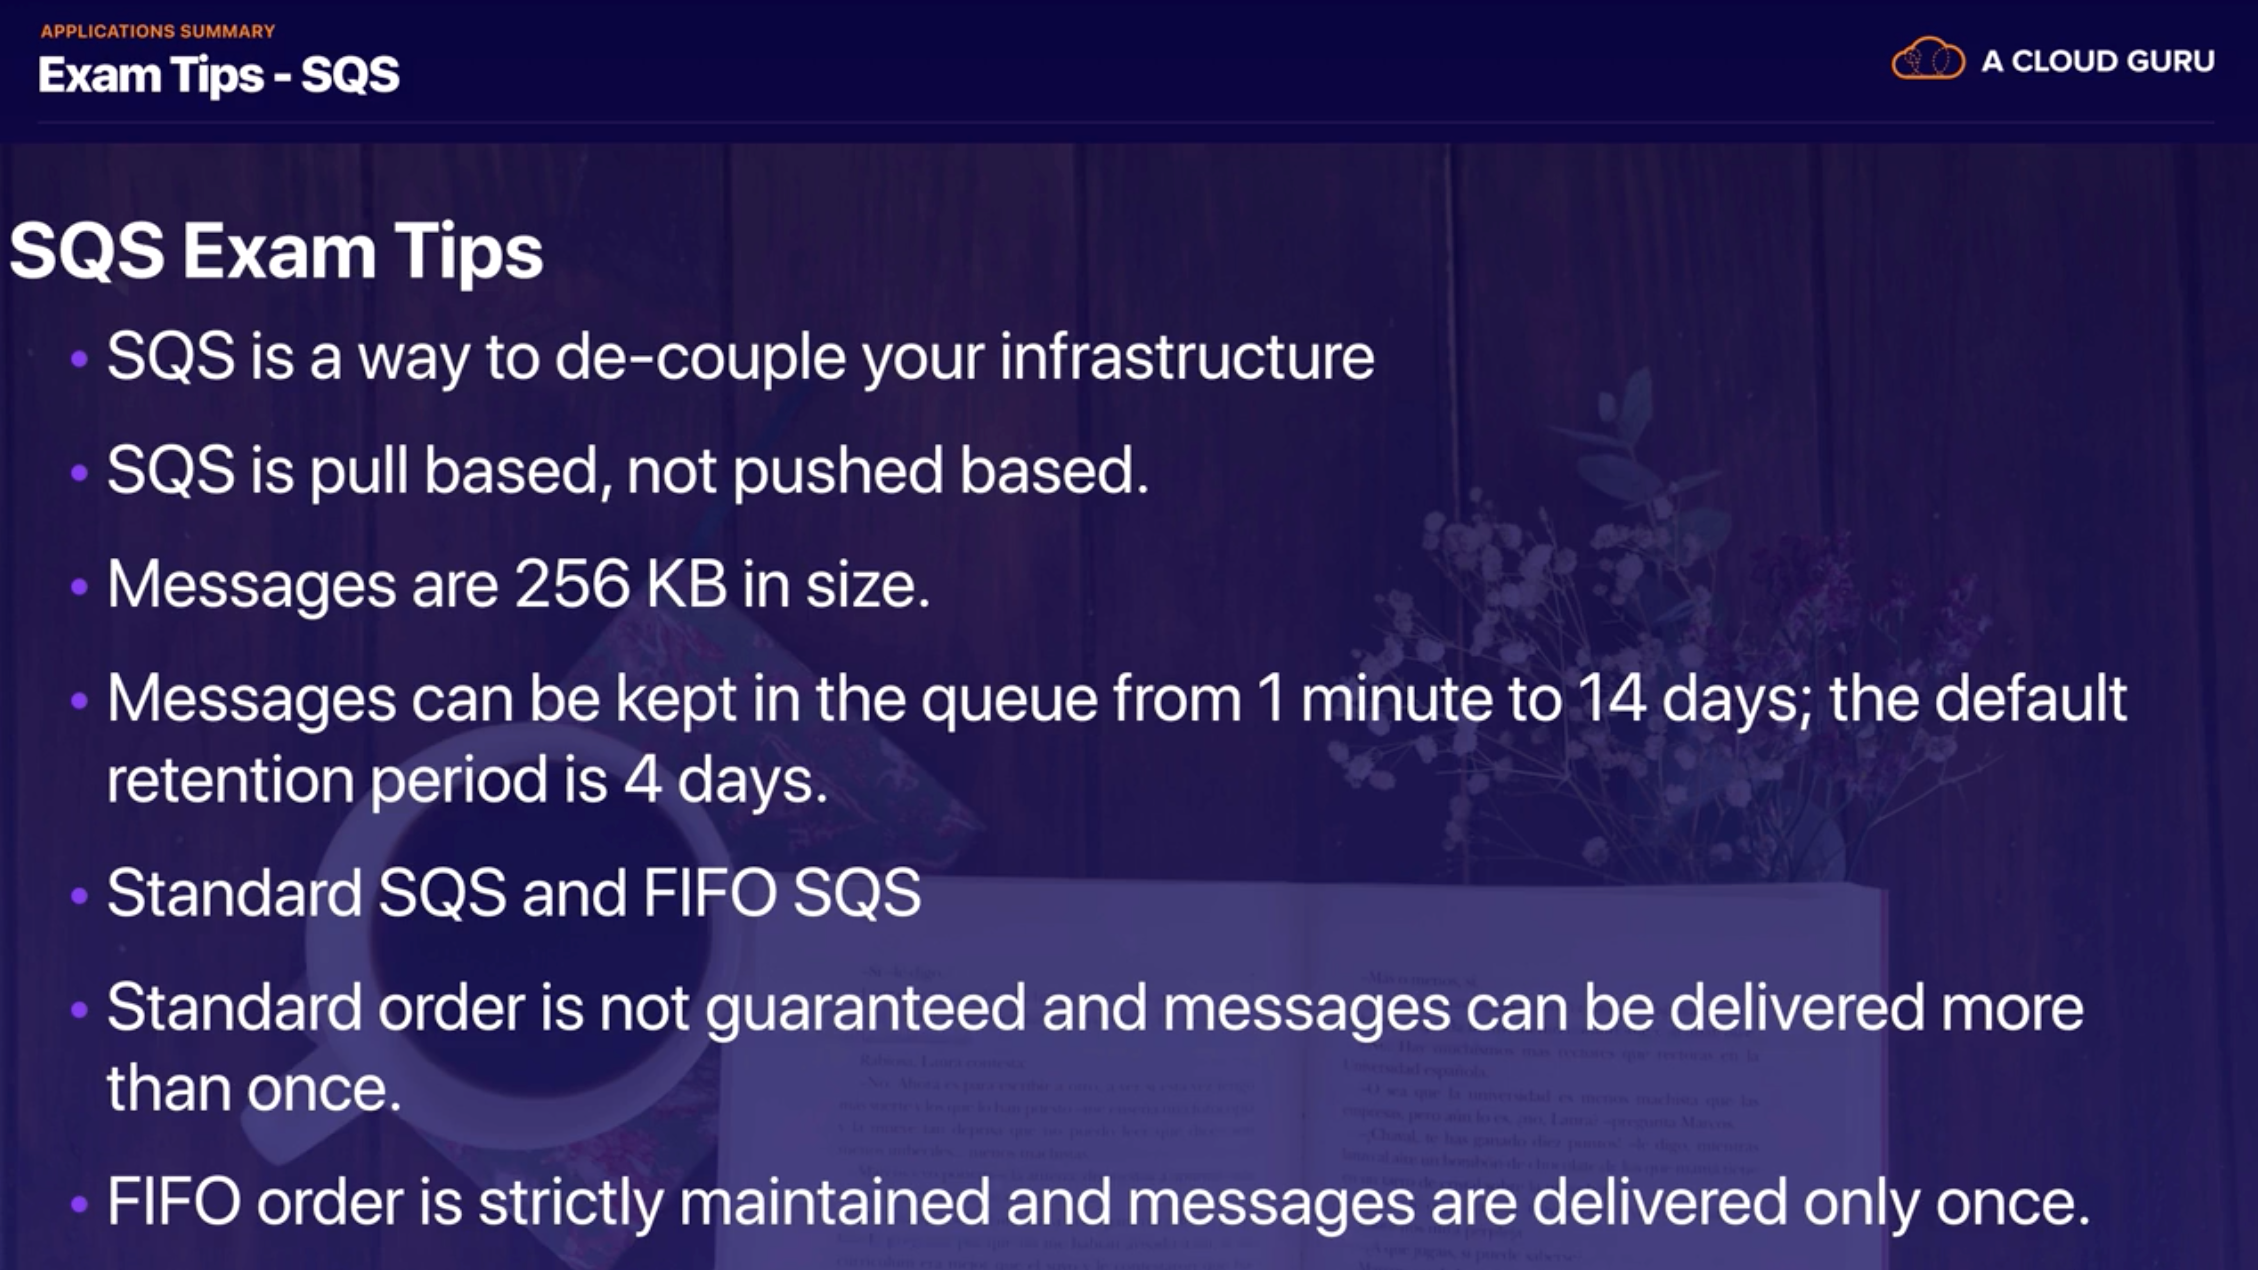 APPLICATIONS SUMMARY
Exam Tips - SQS
A CLOUD GURU
SQS Exam Tips
• SQS is a way to de-couple your infrastructure
• SQS is pull based, not pushed based.
• Messages are 256 KB in size.
• Messages can be kept in the queue from 1 minute to 14 days; the default
retention period is 4 days.
• Standard SQS and FIFO SQS
• Standard order is not guaranteed and messages can be delivered more
than once.
• FIFO order is strictly maintained and messages are delivered only once.